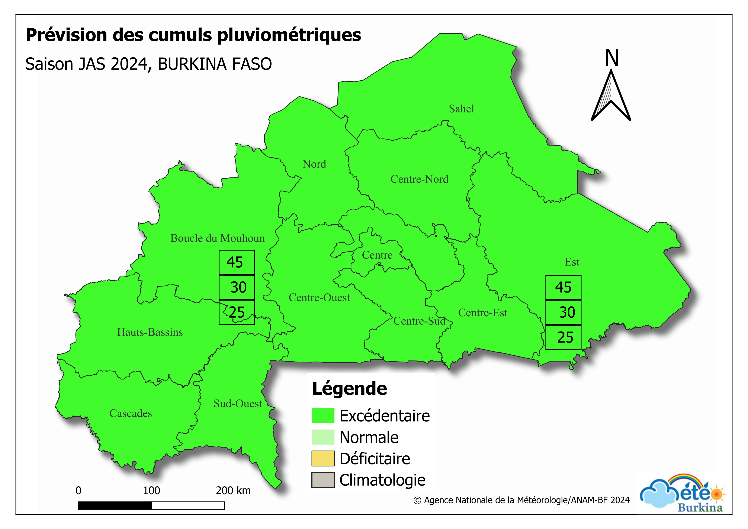 Prévision des cumuls pluviométriques
Saison JAS 2024, BURKINA FASO
N
Sahel
Nord
Centre-Nord
Boucle du Mouhoun
Centre
Est
45
30
25
45
30
25
Centre-Ouest
Centre-Est
Centre-Sud
Hauts-Bassins
Sud-Ouest
Cascades
Légende
Excédentaire
Normale
Déficitaire
Climatologie
0 100 200 km
© Agence Nationale de la Météorologie/ANAM-BF 2024
été
Burkina